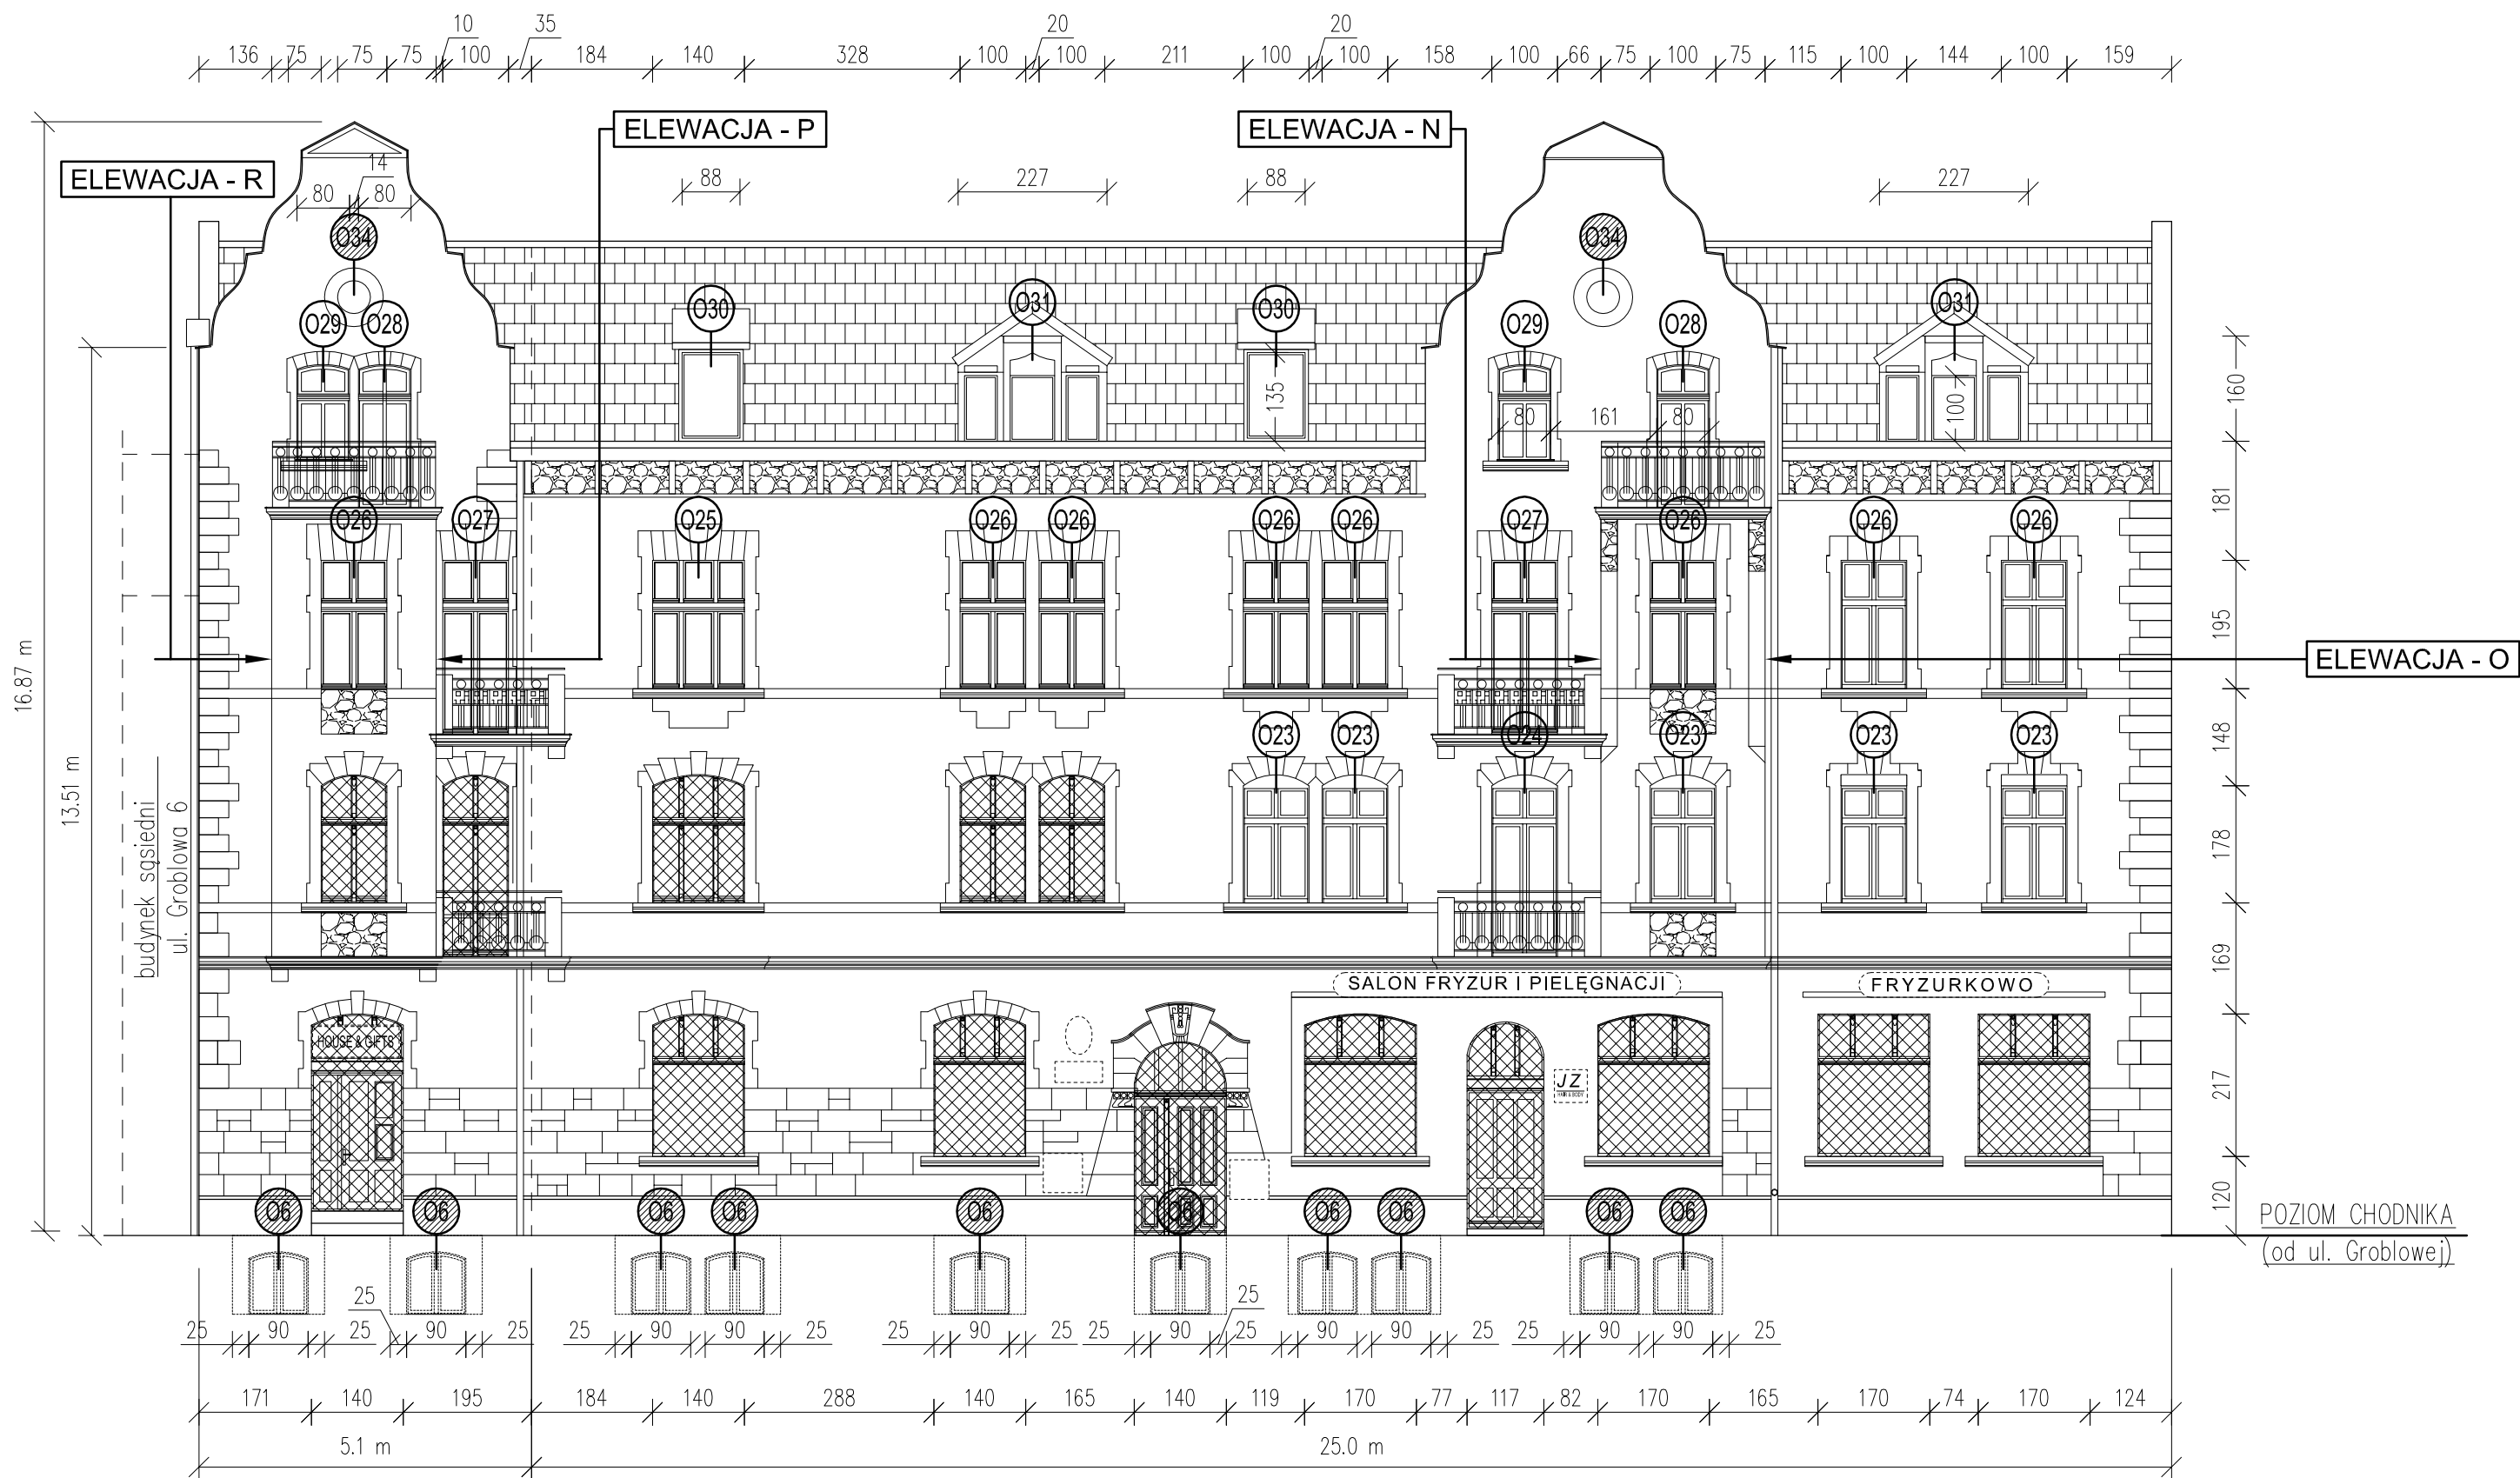 10 35 20 20
136 75 75 75 100 184 140 328 100 100 211 100 100 158 100 66 75 100 75 115 100 144 100 159
ELEWACJA - P
ELEWACJA - N
ELEWACJA - R
14
80 80
88 227 88 227
O34 O34
O29 O28 O30 O31 O30 O29 O28 O31
135 100 160
80 161 80
O26 O27 O25 O26 O26 O26 O26 O27 O26 O26 O26
181
195
ELEWACJA - O
16.87 m
13.51 m
O23 O23 O24 O23 O23 O23
148
178
budynek sąsiedni
ul. Groblowa 6
169
SALON FRYZUR I PIELĘGNACJI
FRYZURKOWO
HOUSE & GIFTS
JZ
HAIR & BODY
217
120
O6 O6 O6 O6 O6 O6 O6 O6 O6 O6
POZIOM CHODNIKA
(od ul. Groblowej)
25 25
25 90 25 90 25 25 90 90 25 25 90 25 25 90 25 90 90 25 25 90 90 25
171 140 195 184 140 288 140 165 140 119 170 77 117 82 170 165 170 74 170 124
5.1 m 25.0 m